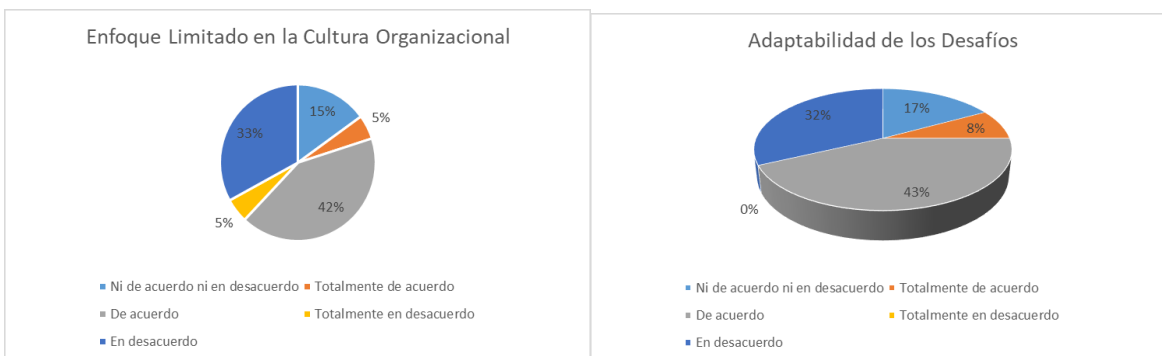 Enfoque Limitado en la Cultura Organizacional
15%
5%
33%
42%
5%
Ni de acuerdo ni en desacuerdo
Totalmente de acuerdo
De acuerdo
Totalmente en desacuerdo
En desacuerdo
Adaptabilidad de los Desafíos
32%
17%
8%
43%
0%
Ni de acuerdo ni en desacuerdo
Totalmente de acuerdo
De acuerdo
Totalmente en desacuerdo
En desacuerdo